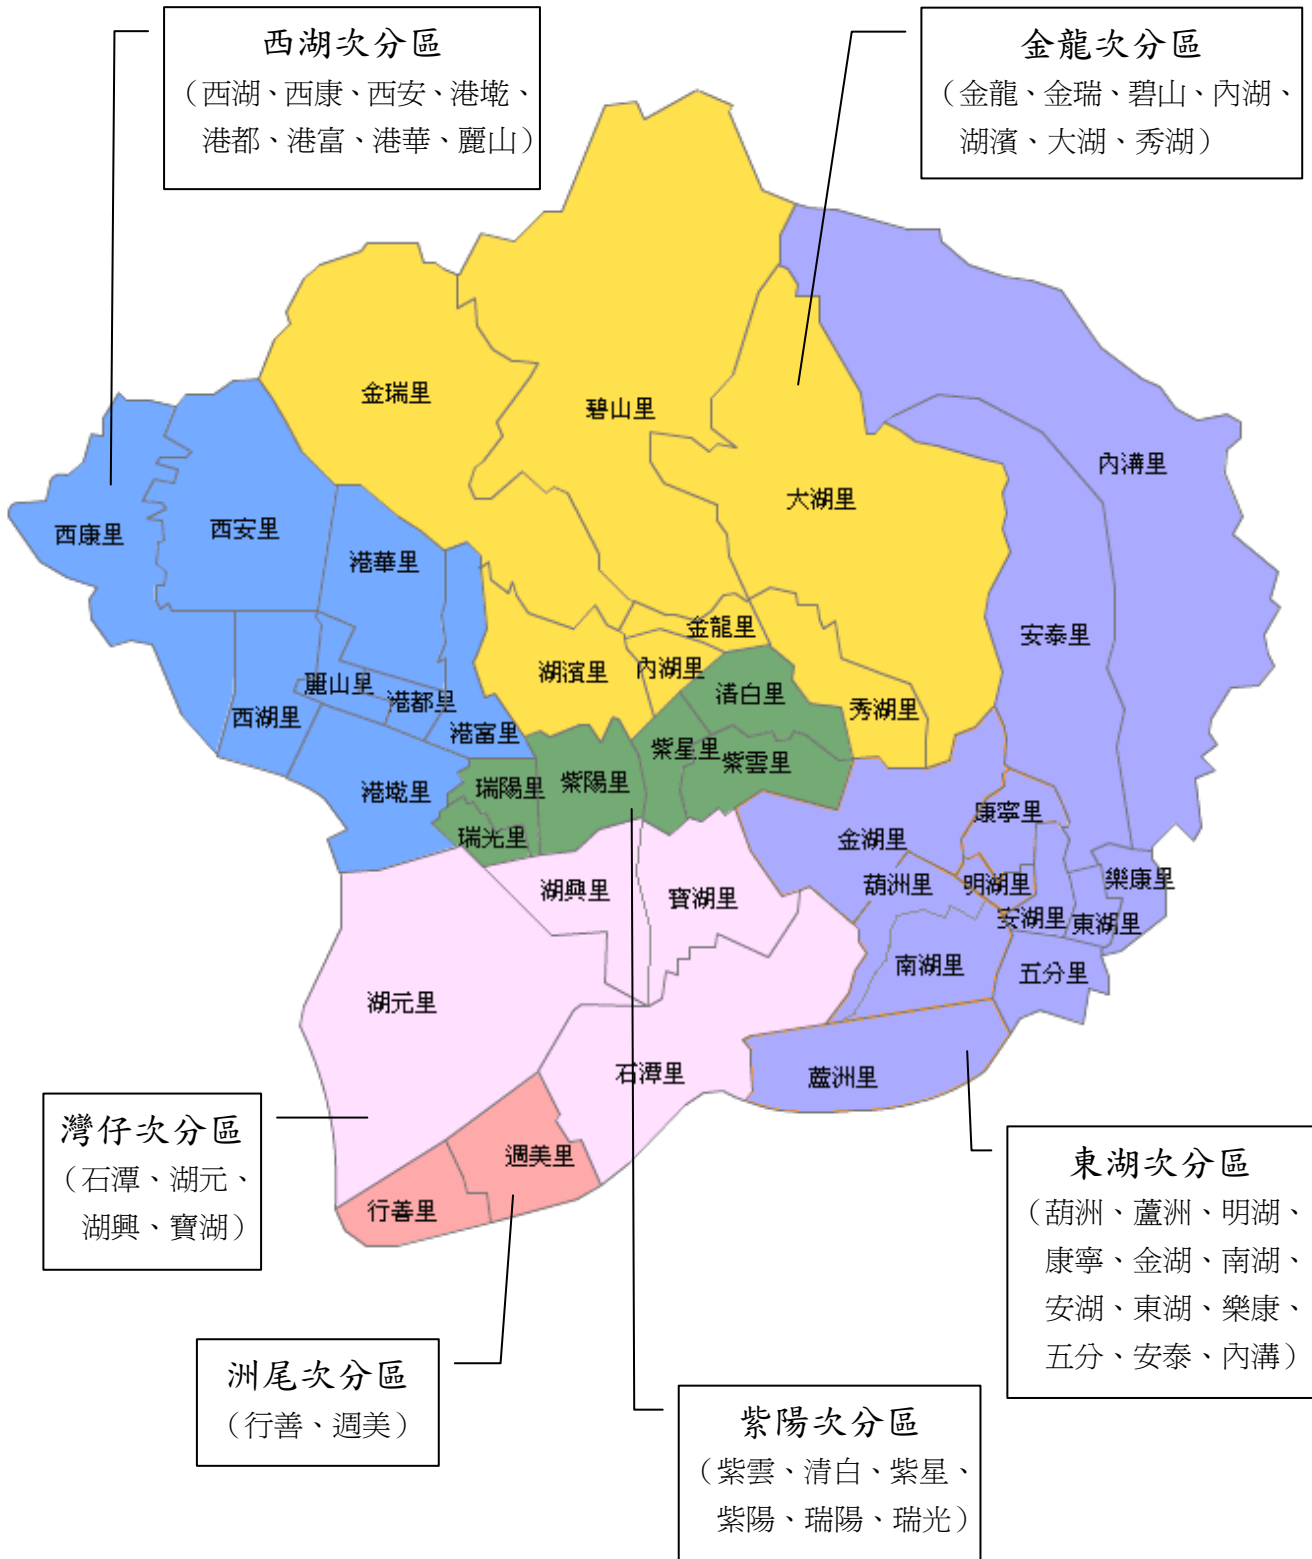 西湖次分區
（西湖、西康、西安、港墘、
港都、港富、港華、麗山）
金龍次分區
（金龍、金瑞、碧山、內湖、
湖濱、大湖、秀湖）
金瑞里
碧山里
內溝里
大湖里
西康里
西安里
港華里
安泰里
金龍里
湖濱里
內湖里
清白里
麗山里
港都里
西湖里
秀湖里
港富里
紫星里
紫雲里
瑞陽里
紫陽里
港墘里
康寧里
瑞光里
金湖里
湖興里
寶湖里
葫洲里
明湖里
樂康里
安湖里
東湖里
南湖里
五分里
湖元里
石潭里
蘆洲里
灣仔次分區
（石潭、湖元、
湖興、寶湖）
週美里
行善里
東湖次分區
（葫洲、蘆洲、明湖、
康寧、金湖、南湖、
安湖、東湖、樂康、
五分、安泰、內溝）
洲尾次分區
（行善、週美）
紫陽次分區
（紫雲、清白、紫星、
紫陽、瑞陽、瑞光）